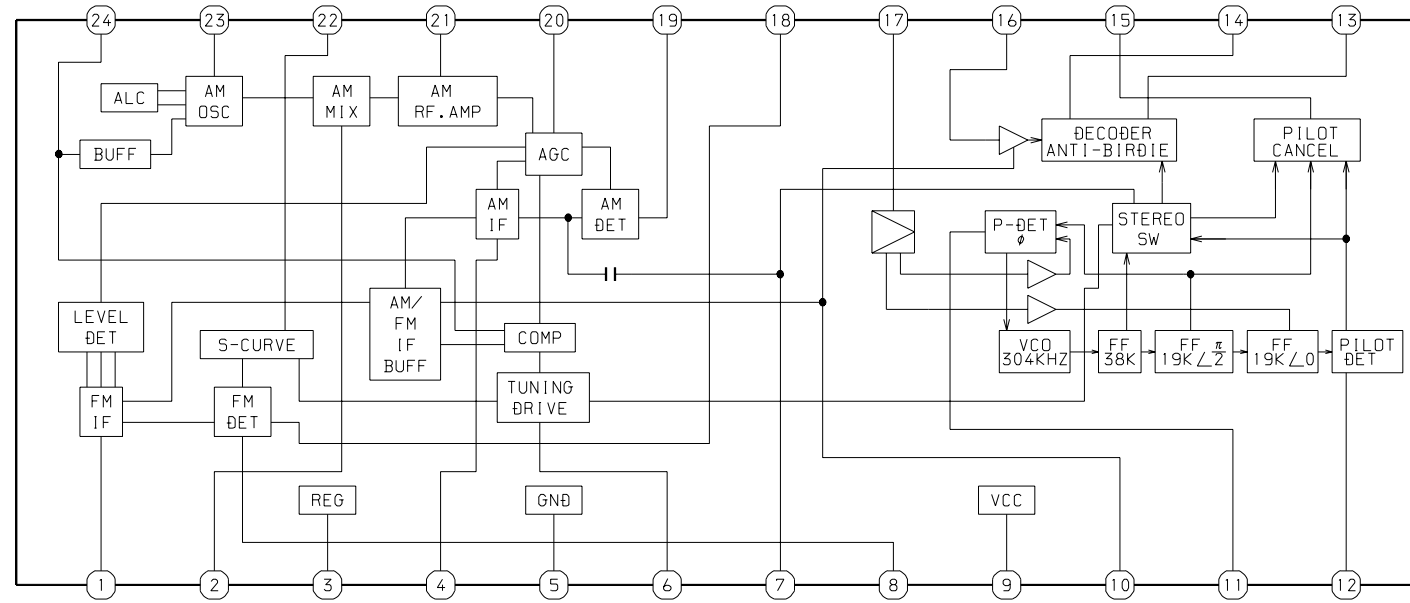 24 23 22 21 20 19 18 17 16 15 14 13
ALC
AM
OSC
AM
MIX
AM
RF.AMP
BUFF
AGC
DECODER
ANTI-BIRDIE
PILOT
CANCEL
AM
IF
AM
DET
P-DET
φ
STEREO
SW
LEVEL
DET
S-CURVE
AM/
FM
IF
BUFF
COMP
VCO
304KHZ
FF
38K
FF
19K∠π/2
FF
19K∠0
PILOT
DET
FM
IF
FM
DET
TUNING
DRIVE
REG
GND
VCC
1 2 3 4 5 6 7 8 9 10 11 12